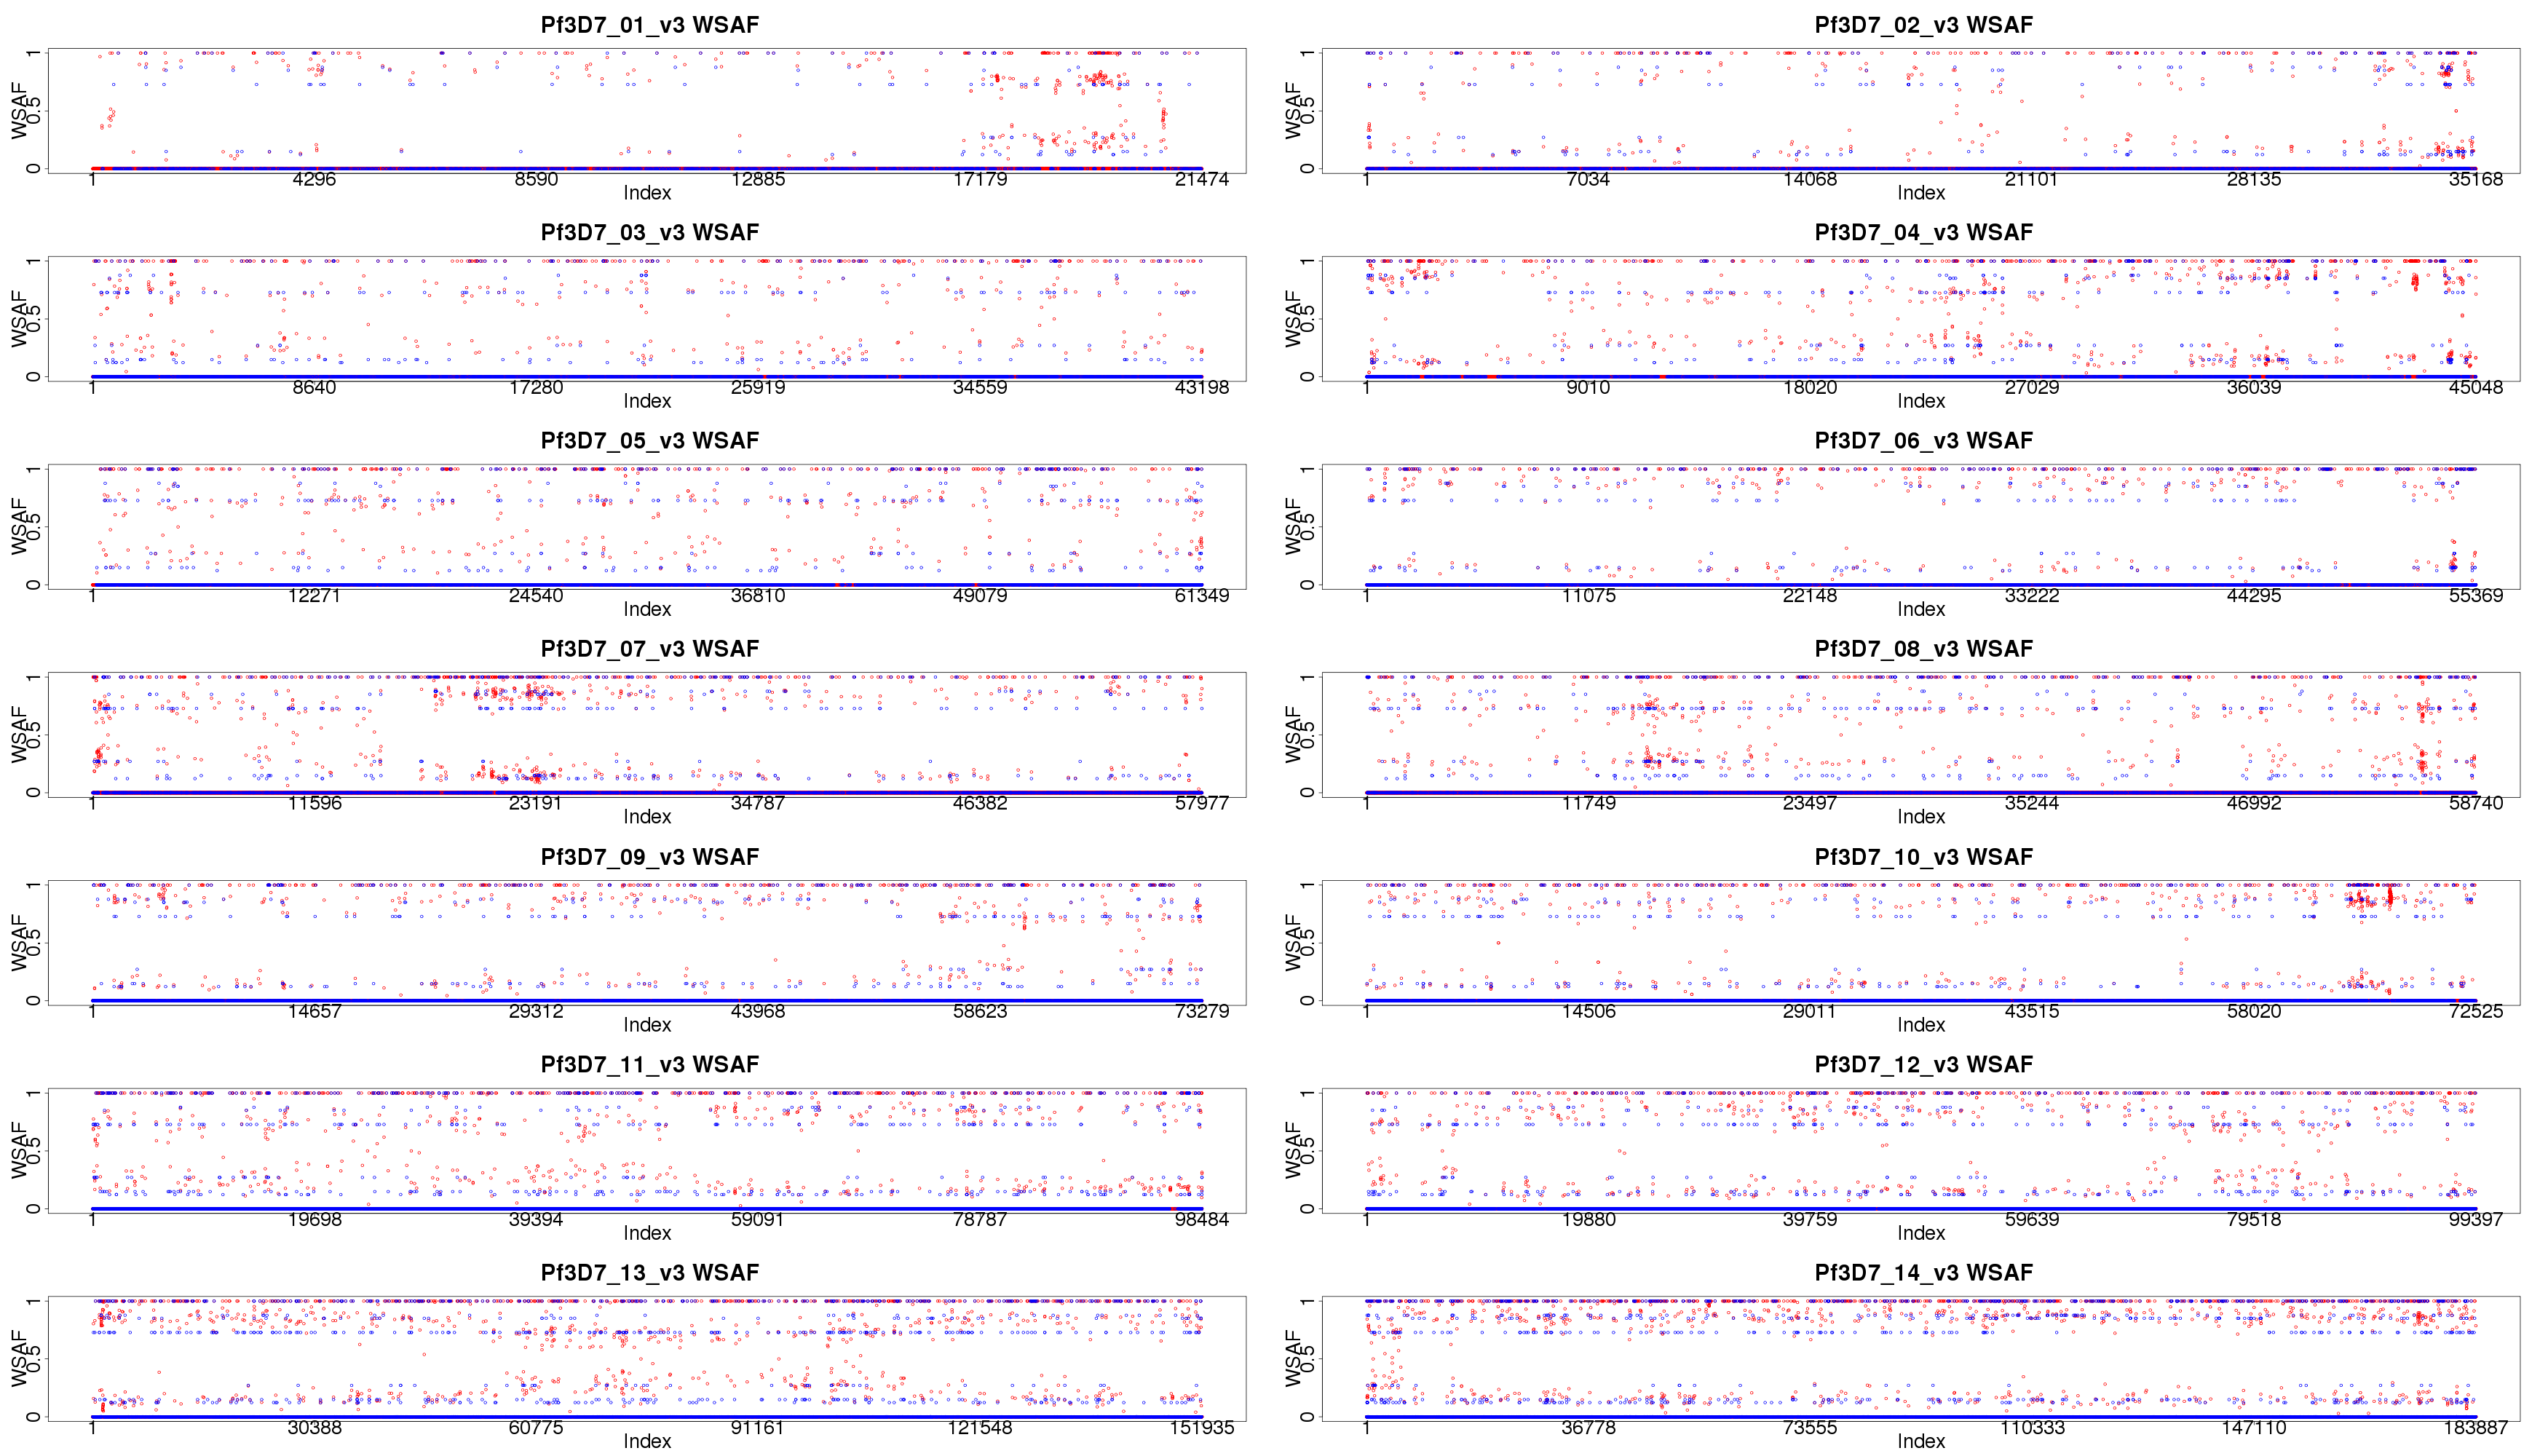 Pf3D7_01_v3 WSAF
WSAF
0 0.5 1
1 4296 8590 12885 17179 21474
Index
Pf3D7_02_v3 WSAF
WSAF
0 0.5 1
1 7034 14068 21101 28135 35168
Index
Pf3D7_03_v3 WSAF
WSAF
0 0.5 1
1 8640 17280 25919 34559 43198
Index
Pf3D7_04_v3 WSAF
WSAF
0 0.5 1
1 9010 18020 27029 36039 45048
Index
Pf3D7_05_v3 WSAF
WSAF
0 0.5 1
1 12271 24540 36810 49079 61349
Index
Pf3D7_06_v3 WSAF
WSAF
0 0.5 1
1 11075 22148 33222 44295 55369
Index
Pf3D7_07_v3 WSAF
WSAF
0 0.5 1
1 11596 23191 34787 46382 57977
Index
Pf3D7_08_v3 WSAF
WSAF
0 0.5 1
1 11749 23497 35244 46992 58740
Index
Pf3D7_09_v3 WSAF
WSAF
0 0.5 1
1 14657 29312 43968 58623 73279
Index
Pf3D7_10_v3 WSAF
WSAF
0 0.5 1
1 14506 29011 43515 58020 72525
Index
Pf3D7_11_v3 WSAF
WSAF
0 0.5 1
1 19698 39394 59091 78787 98484
Index
Pf3D7_12_v3 WSAF
WSAF
0 0.5 1
1 19880 39759 59639 79518 99397
Index
Pf3D7_13_v3 WSAF
WSAF
0 0.5 1
1 30388 60775 91161 121548 151935
Index
Pf3D7_14_v3 WSAF
WSAF
0 0.5 1
1 36778 73555 110333 147110 183887
Index